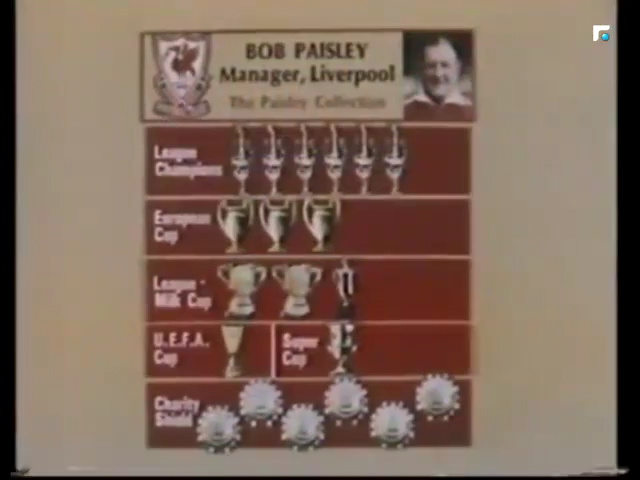 BOB PAISLEY
Manager, Liverpool
The Paisley Collection
League
Champions
European
Cup
League -
Milk Cup
U.E.F.A.
Cup
Super
Cup
Charity
Shield